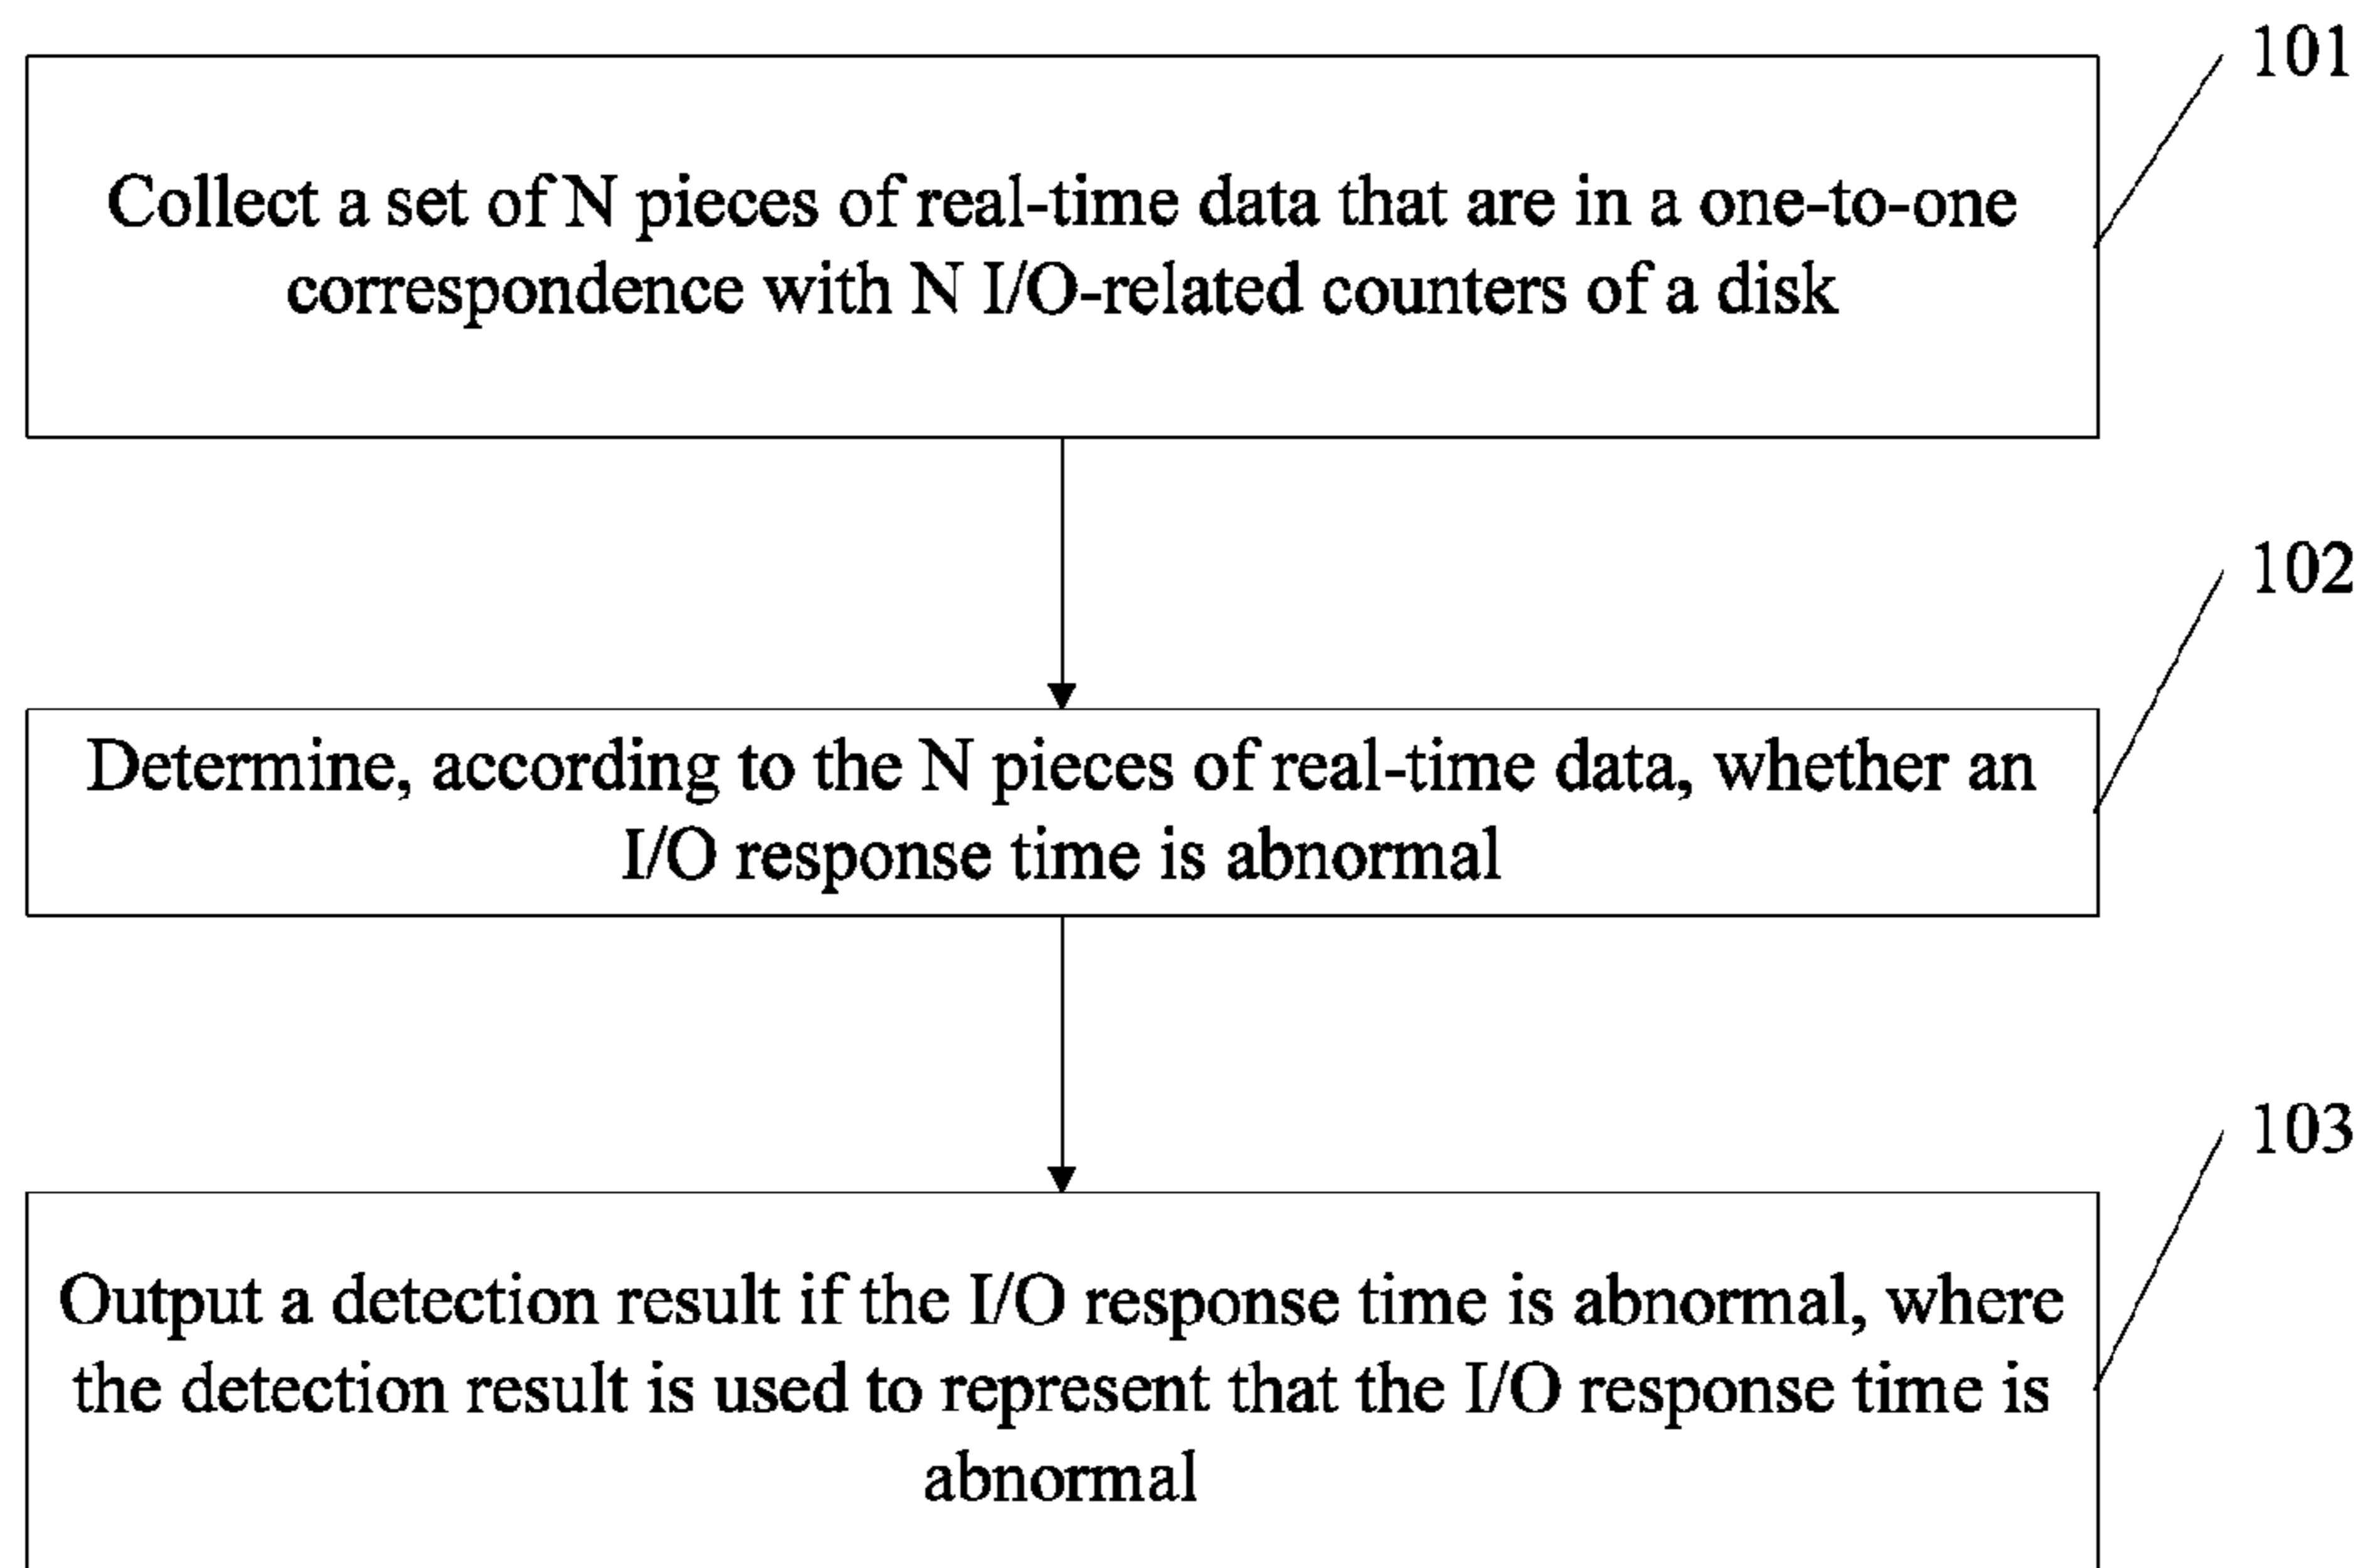 101
Collect a set of N pieces of real-time data that are in a one-to-one
correspondence with N I/O-related counters of a disk
102
Determine, according to the N pieces of real-time data, whether an
I/O response time is abnormal
103
Output a detection result if the I/O response time is abnormal, where
the detection result is used to represent that the I/O response time is
abnormal